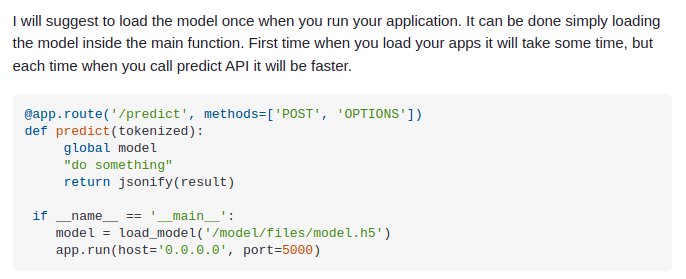 I will suggest to load the model once when you run your application. It can be done simply loading
the model inside the main function. First time when you load your apps it will take some time, but
each time when you call predict API it will be faster.
@app.route('/predict', methods=['POST', 'OPTIONS'])
def predict(tokenized):
     global model
     "do something"
     return jsonify(result)

 if __name__ == '__main__':
    model = load_model('/model/files/model.h5')
    app.run(host='0.0.0.0', port=5000)